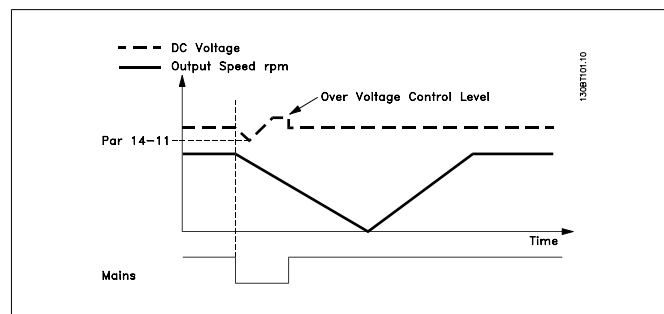 DC Voltage
Output Speed rpm
Over Voltage Control Level
Par 14-11
Time
Mains
130BT101.10